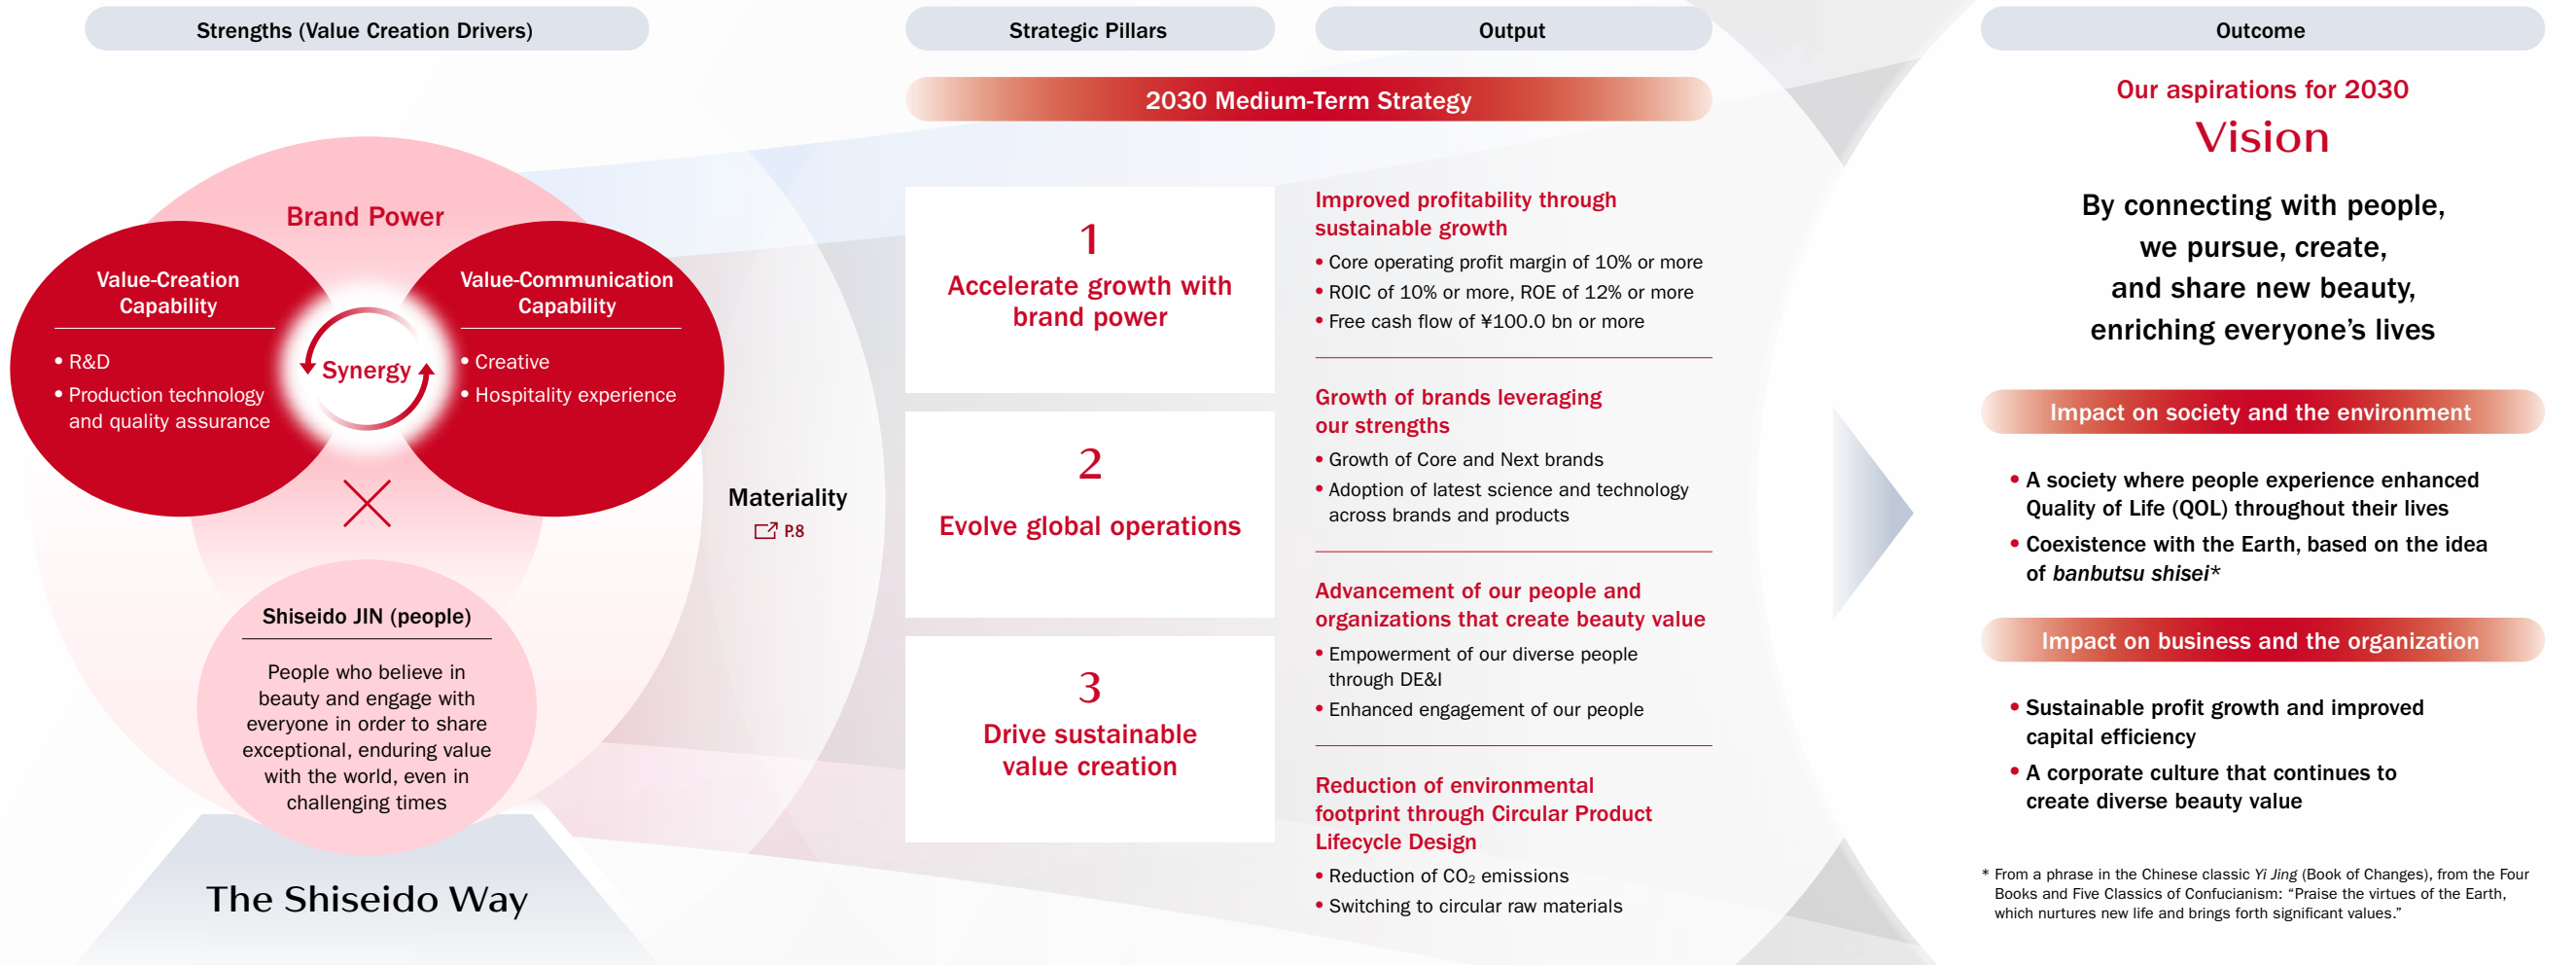 Strengths (Value Creation Drivers)
Brand Power
Value-Creation
Capability
• R&D
• Production technology
and quality assurance
Synergy
Value-Communication
Capability
• Creative
• Hospitality experience
Shiseido JIN (people)
People who believe in
beauty and engage with
everyone in order to share
exceptional, enduring value
with the world, even in
challenging times
The Shiseido Way
Materiality
P.8
Strategic Pillars
Output
2030 Medium-Term Strategy
1
Accelerate growth with
brand power
2
Evolve global operations
3
Drive sustainable
value creation
Improved profitability through
sustainable growth
• Core operating profit margin of 10% or more
• ROIC of 10% or more, ROE of 12% or more
• Free cash flow of ¥100.0 bn or more
Growth of brands leveraging
our strengths
• Growth of Core and Next brands
• Adoption of latest science and technology
across brands and products
Advancement of our people and
organizations that create beauty value
• Empowerment of our diverse people
through DE&I
• Enhanced engagement of our people
Reduction of environmental
footprint through Circular Product
Lifecycle Design
• Reduction of CO₂ emissions
• Switching to circular raw materials
Outcome
Our aspirations for 2030
Vision
By connecting with people,
we pursue, create,
and share new beauty,
enriching everyone’s lives
Impact on society and the environment
• A society where people experience enhanced
Quality of Life (QOL) throughout their lives
• Coexistence with the Earth, based on the idea
of banbutsu shisei*
Impact on business and the organization
• Sustainable profit growth and improved
capital efficiency
• A corporate culture that continues to
create diverse beauty value
* From a phrase in the Chinese classic Yi Jing (Book of Changes), from the Four
Books and Five Classics of Confucianism: “Praise the virtues of the Earth,
which nurtures new life and brings forth significant values.”